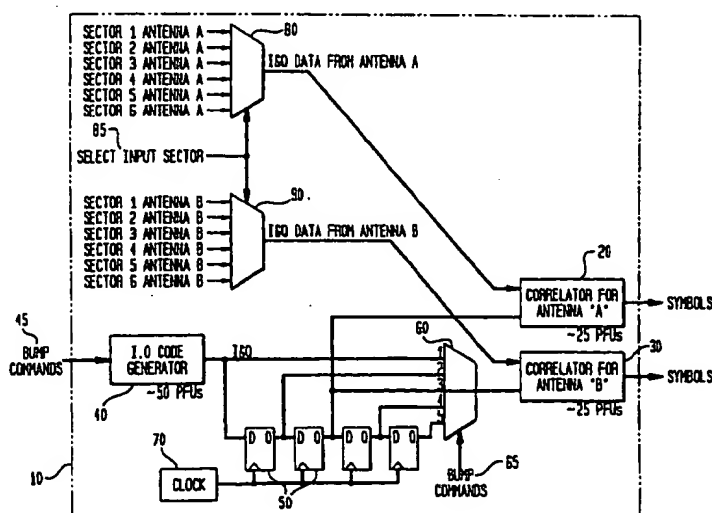 SECTOR 1 ANTENNA A
SECTOR 2 ANTENNA A
SECTOR 3 ANTENNA A
SECTOR 4 ANTENNA A
SECTOR 5 ANTENNA A
SECTOR 6 ANTENNA A
80
I&O DATA FROM ANTENNA A
85
SELECT INPUT SECTOR
SECTOR 1 ANTENNA B
SECTOR 2 ANTENNA B
SECTOR 3 ANTENNA B
SECTOR 4 ANTENNA B
SECTOR 5 ANTENNA B
SECTOR 6 ANTENNA B
90
I&O DATA FROM ANTENNA B
20
CORRELATOR FOR
ANTENNA "A"
SYMBOLS
~25 PFUs
30
CORRELATOR FOR
ANTENNA "B"
SYMBOLS
~25 PFUs
45
BUMP
COMMANDS
I.O CODE
GENERATOR
~50 PFUs
40
I&O
60
1
2
3
4
5
D O
D O
D O
D O
50
70
CLOCK
10
BUMP
COMMANDS
65